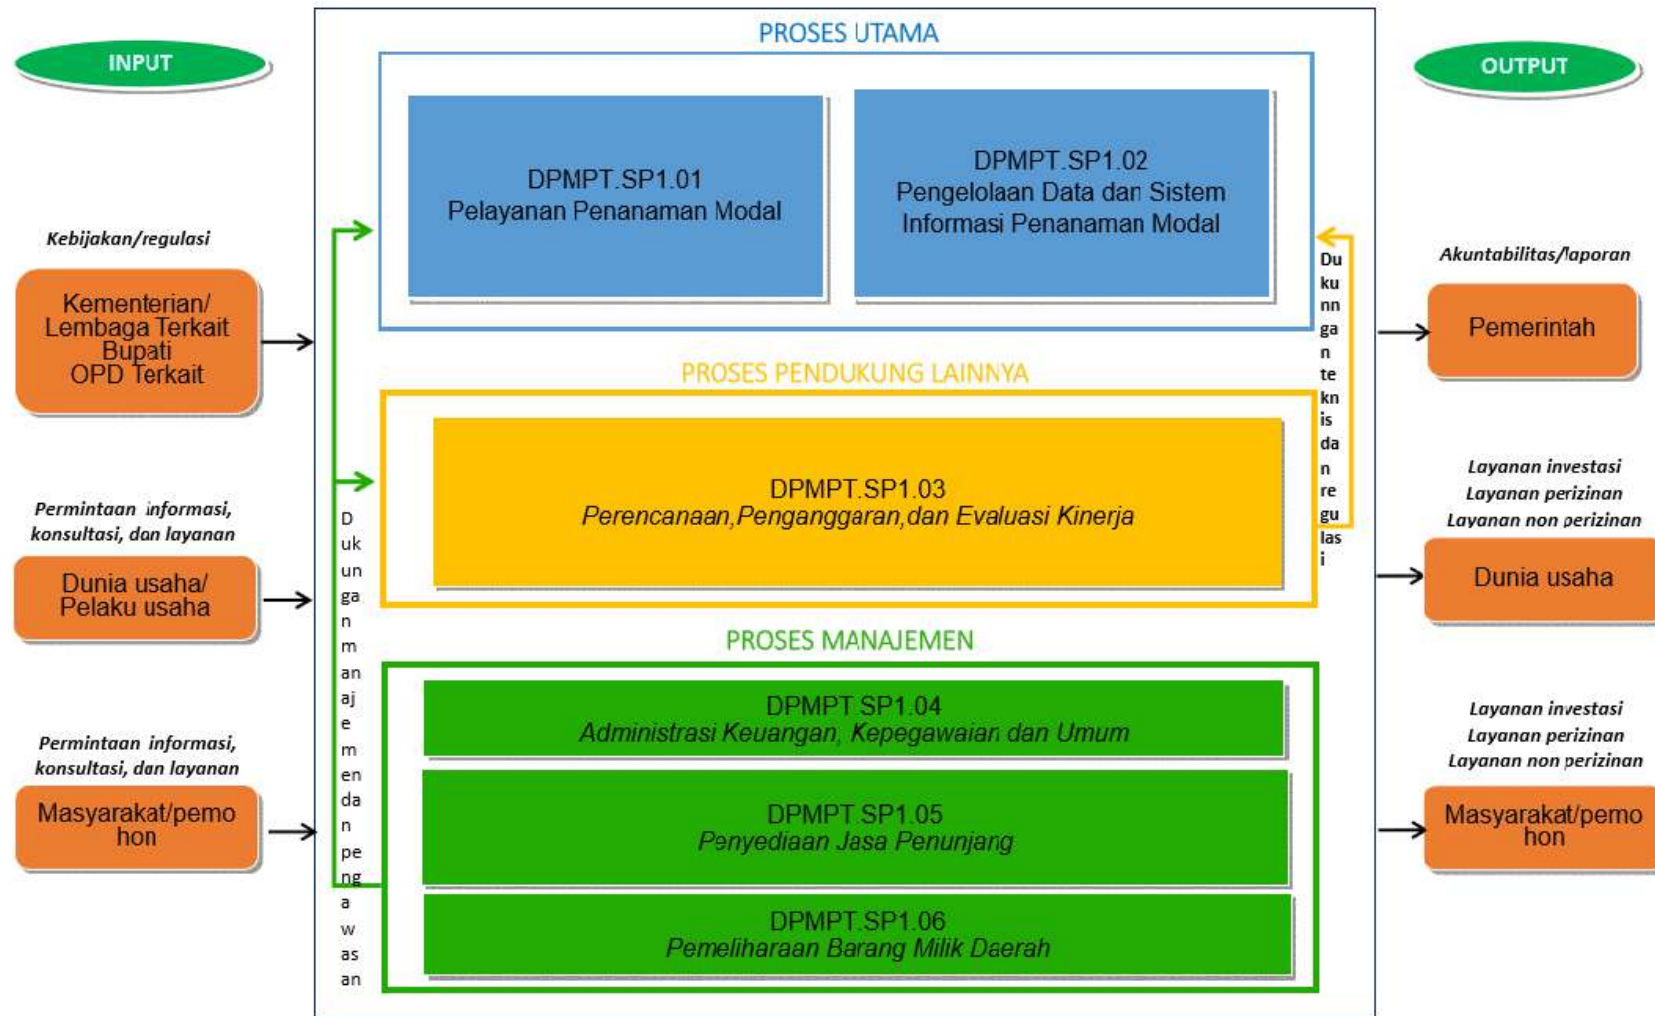 PROSES UTAMA
INPUT
OUTPUT
DPMPT.SP1.01
Pelayanan Penanaman Modal
DPMPT.SP1.02
Pengelolaan Data dan Sistem
Informasi Penanaman Modal
Kebijakan/regulasi
Kementerian/
Lembaga Terkait
Bupati
OPD Terkait
Akuntabilitas/laporan
Pemerintah
Du
ku
nn
ga
n
te
kn
is
da
n
re
gu
las
i
PROSES PENDUKUNG LAINNYA
DPMPT.SP1.03
Perencanaan,Penganggaran,dan Evaluasi Kinerja
Permintaan informasi,
konsultasi, dan layanan
Dunia usaha/
Pelaku usaha
Layanan investasi
Layanan perizinan
Layanan non perizinan
Dunia usaha
D
uk
un
ga
n
m
an
aj
e
m
en
da
n
pe
ng
a
w
as
an
PROSES MANAJEMEN
DPMPT.SP1.04
Administrasi Keuangan, Kepegawaian dan Umum
DPMPT.SP1.05
Penyediaan Jasa Penunjang
DPMPT.SP1.06
Pemeliharaan Barang Milik Daerah
Permintaan informasi,
konsultasi, dan layanan
Masyarakat/pemo
hon
Layanan investasi
Layanan perizinan
Layanan non perizinan
Masyarakat/pemo
hon